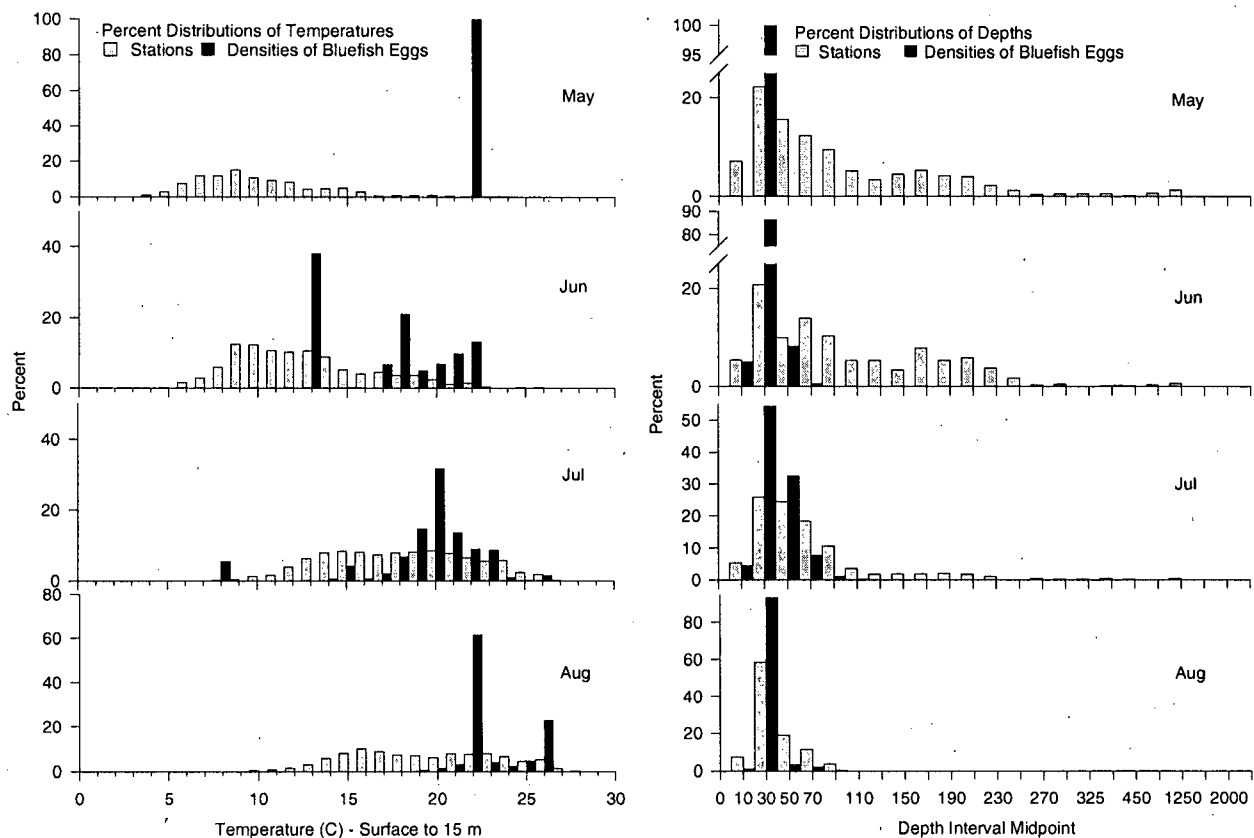 Percent Distributions of Temperatures
Stations Densities of Bluefish Eggs
100
80
60
40
20
0
May
40
20
0
Jun
40
20
0
Jul
80
60
40
20
0
Aug
0 5 10 15 20 25 30
Temperature (C) - Surface to 15 m
Percent
Percent Distributions of Depths
Stations Densities of Bluefish Eggs
100
95
20
0
May
90
80
20
0
Jun
50
40
30
20
10
0
Jul
80
60
40
20
0
Aug
0 10 30 50 70 110 150 190 230 270 325 450 1250 2000
Depth Interval Midpoint
Percent